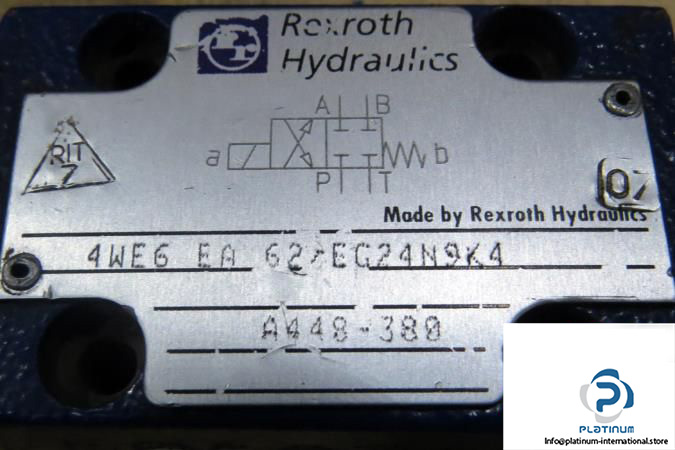 Rexroth
Hydraulics
A B
a b
P T
RIT
7
07
Made by Rexroth Hydraulics
4WE6 EA 62/EG24N9K4
A448-380
PLATINUM
Info@platinum-international.store